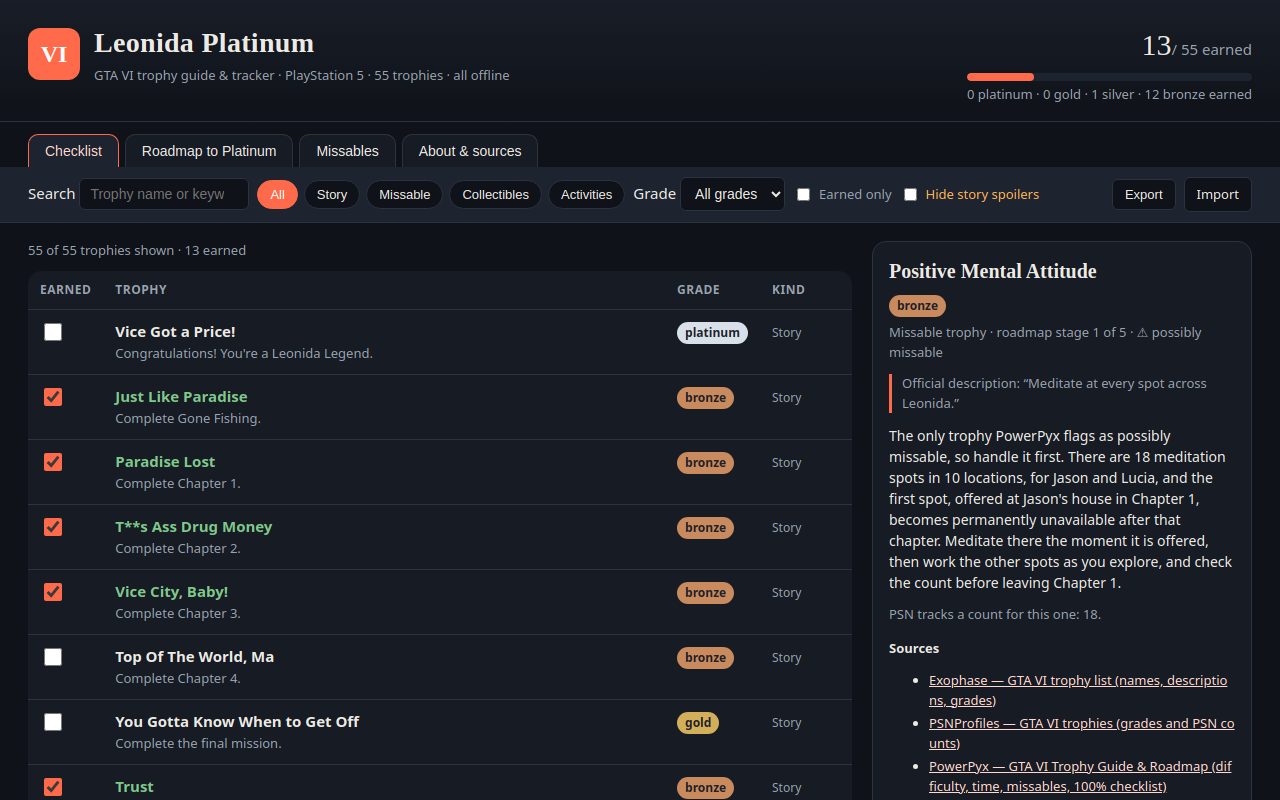 VI
Leonida Platinum
GTA VI trophy guide & tracker · PlayStation 5 · 55 trophies · all offline
13/ 55 earned
0 platinum · 0 gold · 1 silver · 12 bronze earned
Checklist
Roadmap to Platinum
Missables
About & sources
Search
Trophy name or keyw
All
Story
Missable
Collectibles
Activities
Grade
All grades
Earned only
Hide story spoilers
Export
Import
55 of 55 trophies shown · 13 earned
EARNED TROPHY GRADE KIND
Vice Got a Price! platinum Story
Congratulations! You're a Leonida Legend.
Just Like Paradise bronze Story
Complete Gone Fishing.
Paradise Lost bronze Story
Complete Chapter 1.
T**s Ass Drug Money bronze Story
Complete Chapter 2.
Vice City, Baby! bronze Story
Complete Chapter 3.
Top Of The World, Ma bronze Story
Complete Chapter 4.
You Gotta Know When to Get Off gold Story
Complete the final mission.
Trust bronze Story
Positive Mental Attitude
bronze
Missable trophy · roadmap stage 1 of 5 · ⚠ possibly
missable
Official description: “Meditate at every spot across
Leonida.”
The only trophy PowerPyx flags as possibly
missable, so handle it first. There are 18 meditation
spots in 10 locations, for Jason and Lucia, and the
first spot, offered at Jason's house in Chapter 1,
becomes permanently unavailable after that
chapter. Meditate there the moment it is offered,
then work the other spots as you explore, and check
the count before leaving Chapter 1.
PSN tracks a count for this one: 18.
Sources
Exophase — GTA VI trophy list (names, descriptio
ns, grades)
PSNProfiles — GTA VI trophies (grades and PSN co
unts)
PowerPyx — GTA VI Trophy Guide & Roadmap (dif
ficulty, time, missables, 100% checklist)